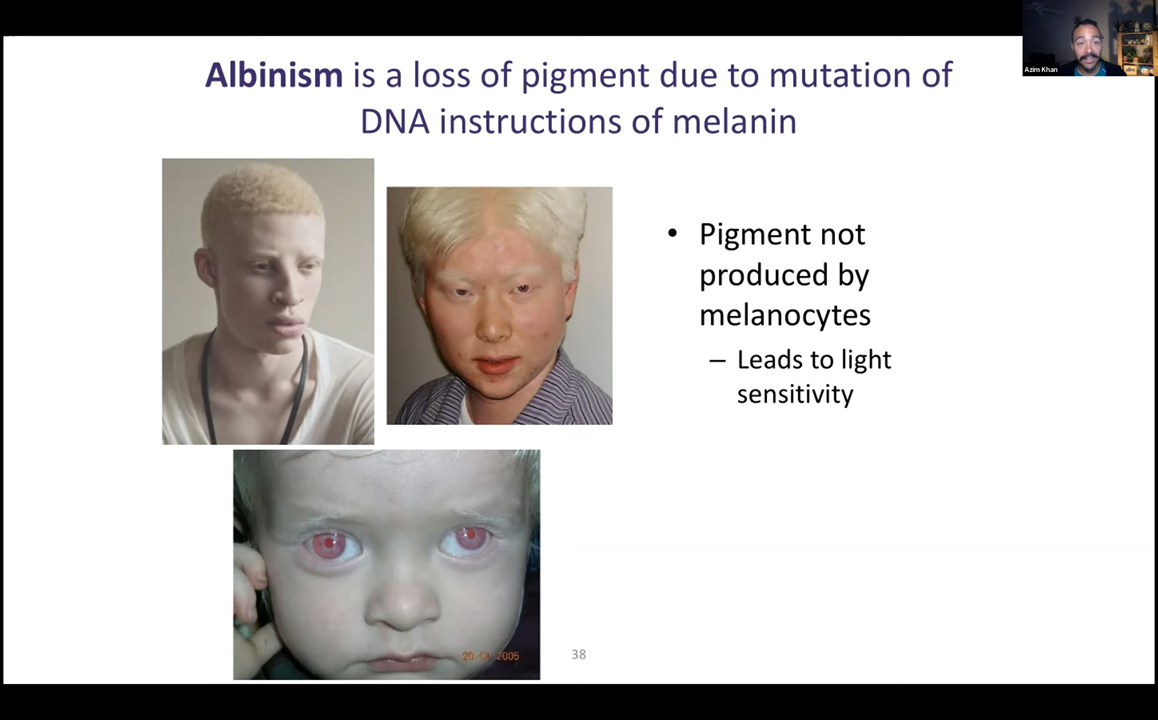 Azim Khan
Albinism is a loss of pigment due to mutation of
DNA instructions of melanin
• Pigment not
produced by
melanocytes
– Leads to light
sensitivity
38